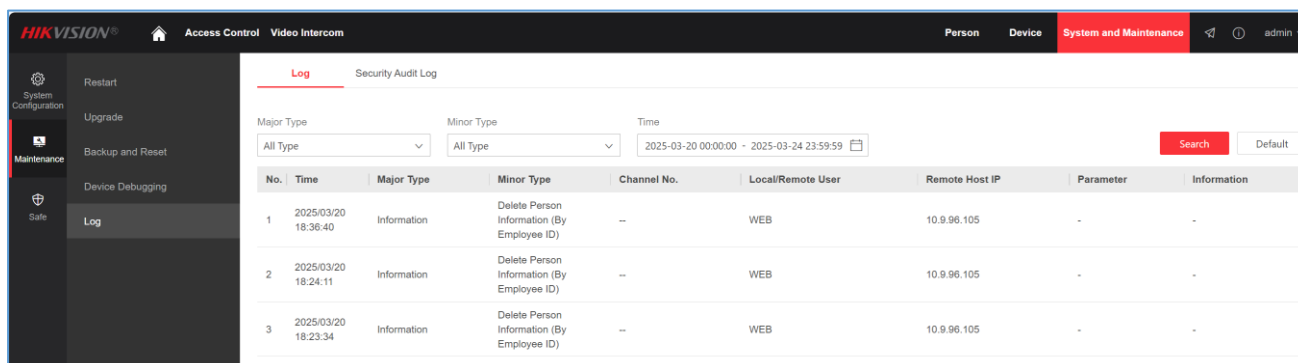 HIKVISION® Access Control Video Intercom Person Device System and Maintenance admin
System
Configuration
Maintenance
Safe
Restart
Upgrade
Backup and Reset
Device Debugging
Log
Log Security Audit Log
Major Type Minor Type Time
All Type All Type 2025-03-20 00:00:00 - 2025-03-24 23:59:59 Search Default
No. Time Major Type Minor Type Channel No. Local/Remote User Remote Host IP Parameter Information
1 2025/03/20 18:36:40 Information Delete Person Information (By Employee ID) -- WEB 10.9.96.105 - -
2 2025/03/20 18:24:11 Information Delete Person Information (By Employee ID) -- WEB 10.9.96.105 - -
3 2025/03/20 18:23:34 Information Delete Person Information (By Employee ID) -- WEB 10.9.96.105 - -